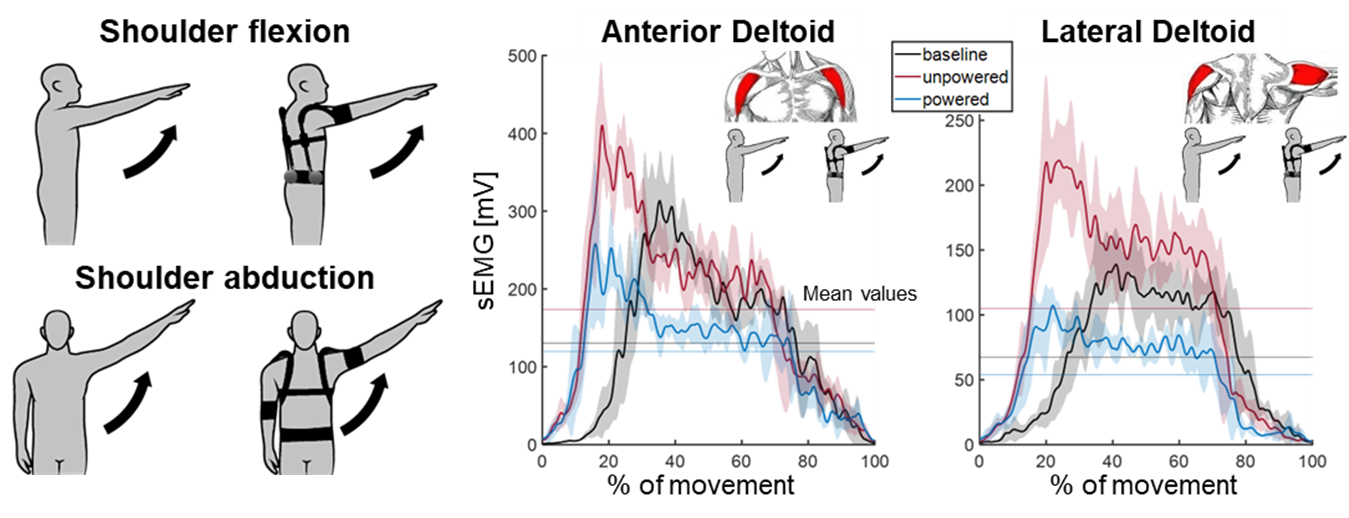 Shoulder flexion
Shoulder abduction
Anterior Deltoid
500
400
300
200
100
0
sEMG [mV]
0 20 40 60 80 100
% of movement
Mean values
baseline
unpowered
powered
Lateral Deltoid
250
200
150
100
50
0
0 20 40 60 80 100
% of movement